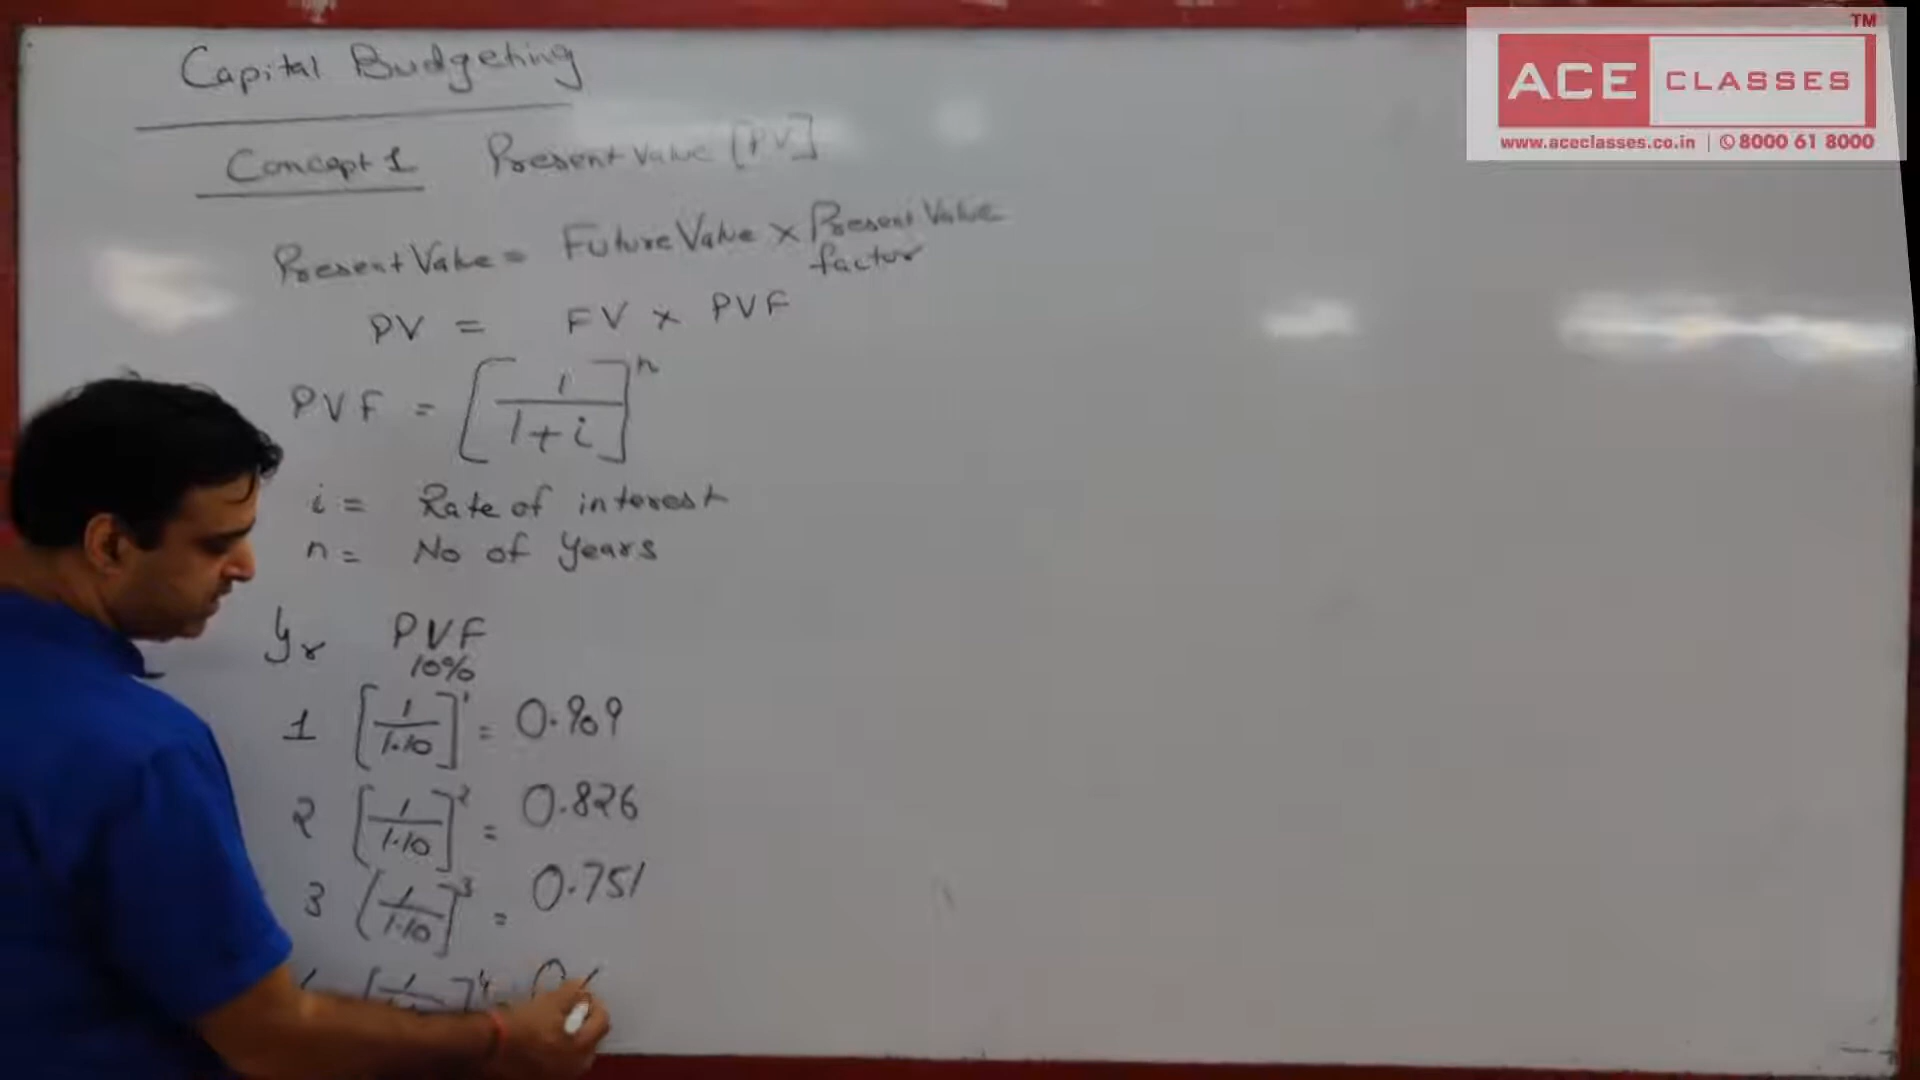 Capital Budgeting
Concept 1 Present Value [PV]
Present Value = Future Value × Present Value factor
PV = FV × PVF
PVF = [1/1+i]^n
i = Rate of interest
n = No of years
Yr PVF
10%
1 [1/1.10]^1 = 0.909
2 [1/1.10]^2 = 0.826
3 [1/1.10]^3 = 0.751
TM
ACE CLASSES
www.aceclasses.co.in | 8000 61 8000